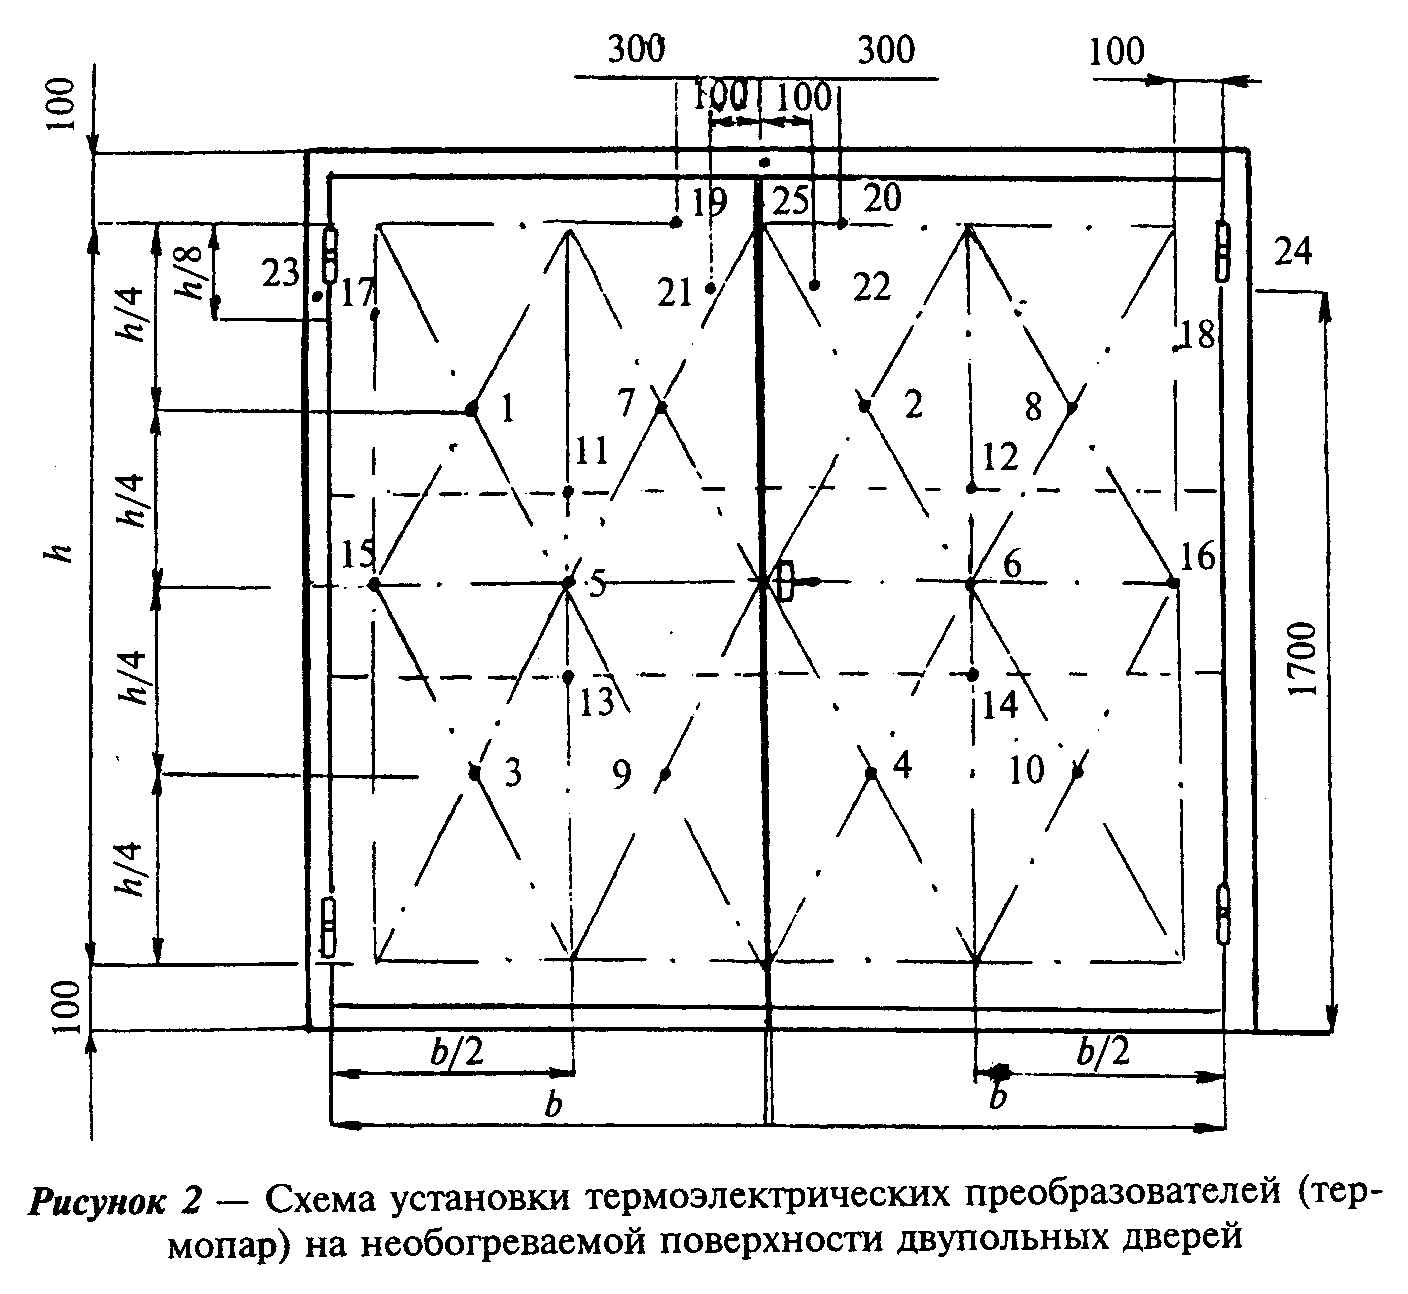 300 300 100
100 100
100
19 25 20
23 17 21 22 24
h/8
h/4
18
1 7 2 8
11 12
h/4
h
15 5 6 16
1700
13 14
h/4
3 9 4 10
h/4
100
b/2 b/2
b b
Рисунок 2 — Схема установки термоэлектрических преобразователей (тер-
мопар) на необогреваемой поверхности двупольных дверей